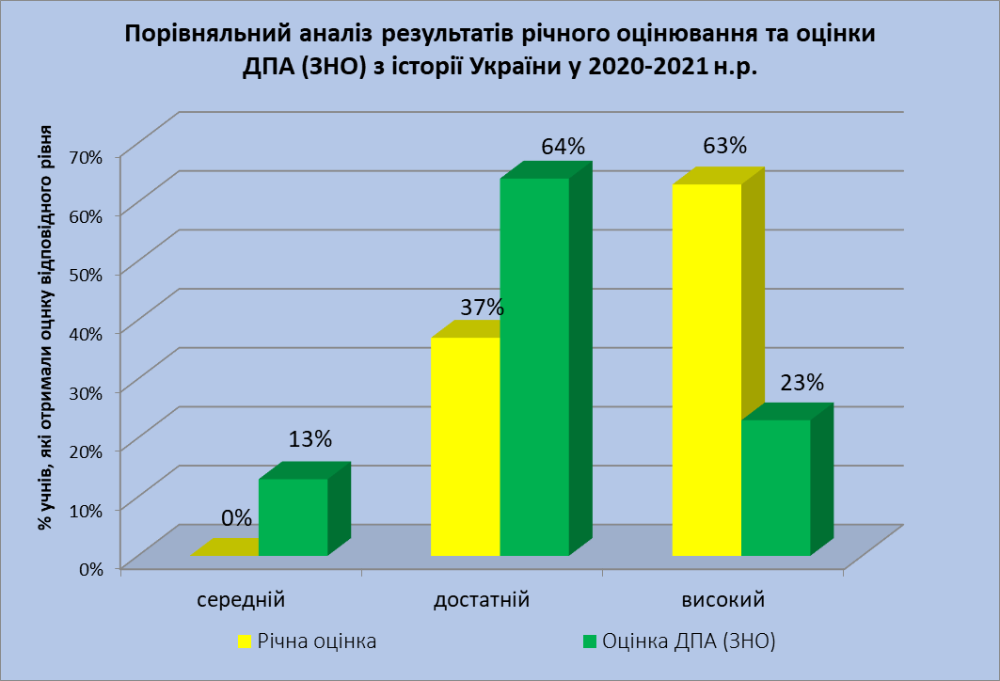 Порівняльний аналіз результатів річного оцінювання та оцінки
ДПА (ЗНО) з історії України у 2020-2021 н.р.
% учнів, які отримали оцнку відповідного рівня
70%
60%
50%
40%
30%
20%
10%
0%
0%
13%
37%
64%
63%
23%
середній
достатній
високий
Річна оцінка
Оцінка ДПА (ЗНО)